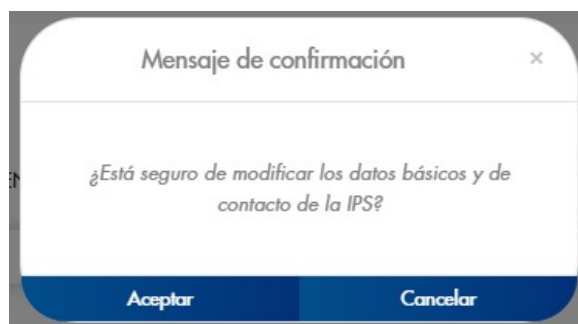 Mensaje de confirmación
×
¿Está seguro de modificar los datos básicos y de
contacto de la IPS?
Aceptar Cancelar